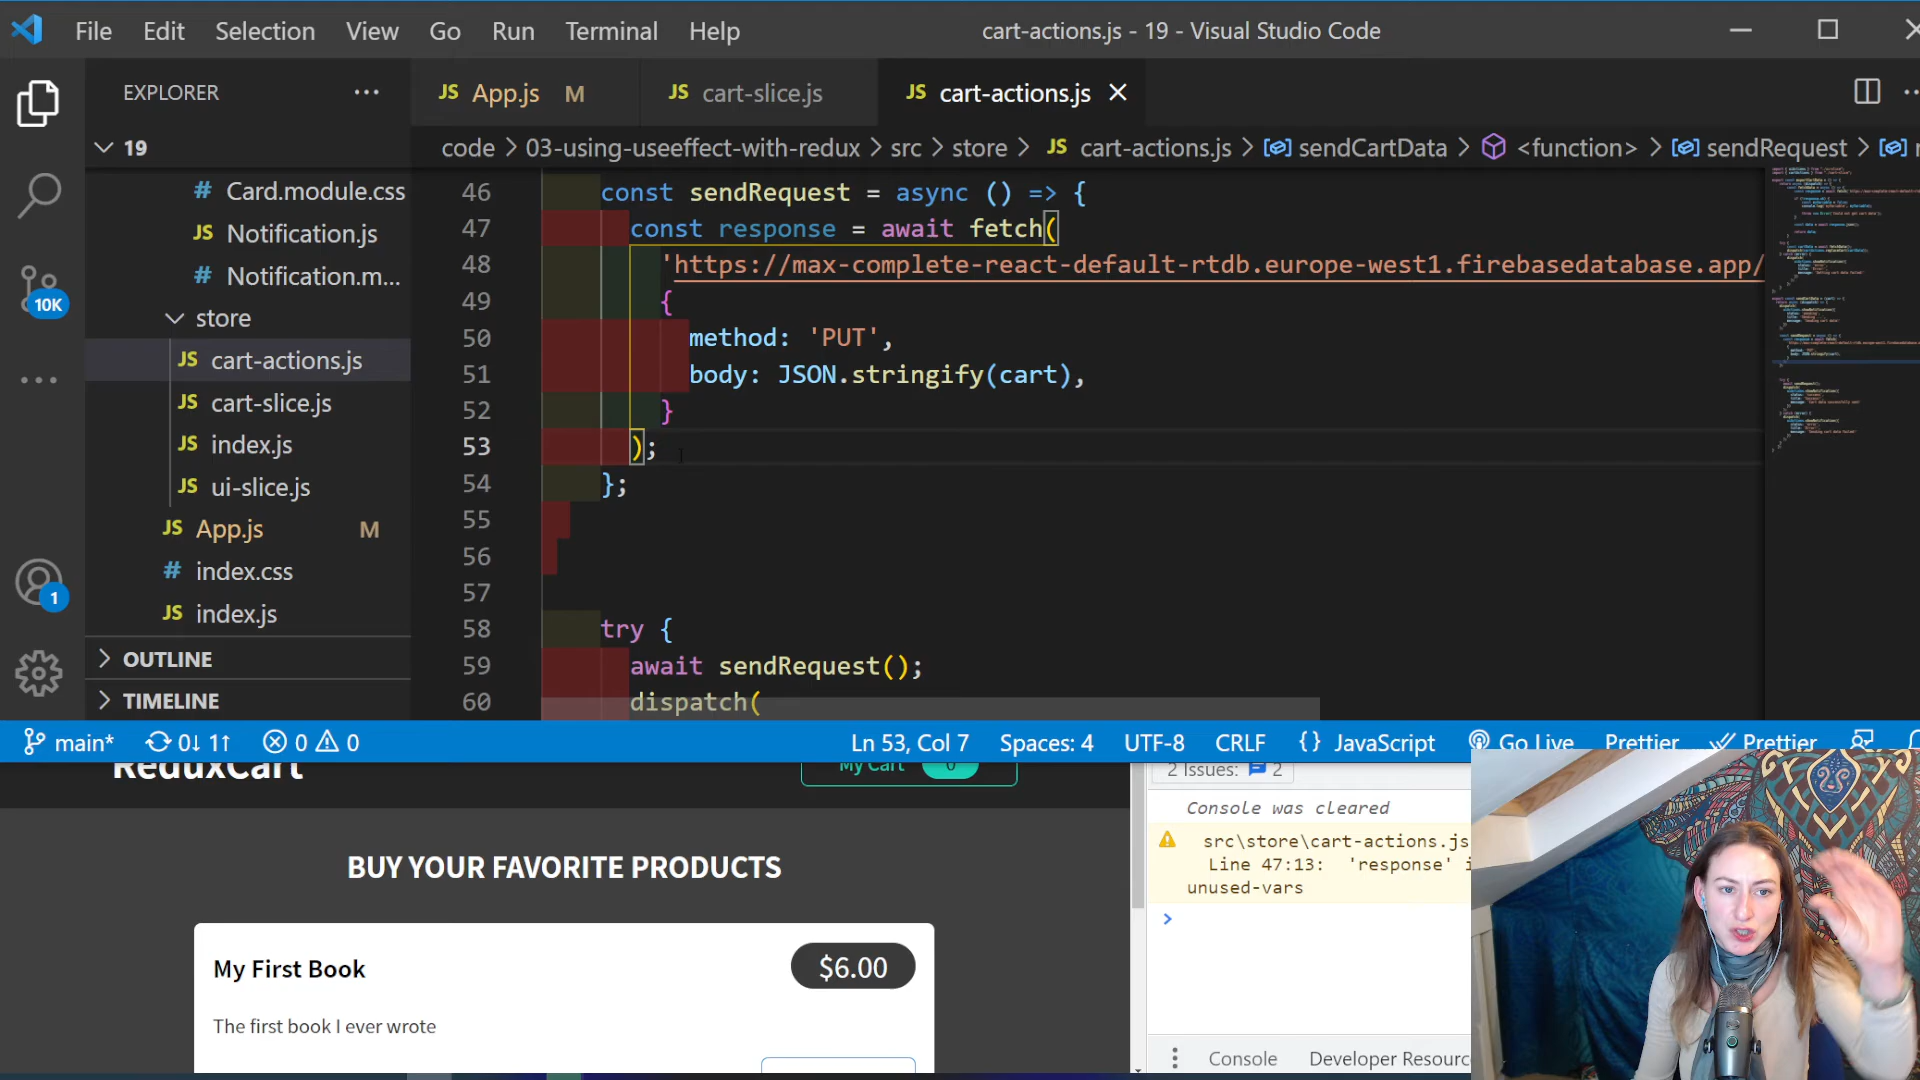 File Edit Selection View Go Run Terminal Help cart-actions.js - 19 - Visual Studio Code
EXPLORER ...
JS App.js M JS cart-slice.js JS cart-actions.js
19
code > 03-using-useeffect-with-redux > src > store > JS cart-actions.js > sendCartData > <function> > sendRequest >
# Card.module.css
JS Notification.js
# Notification.m...
store
JS cart-actions.js
JS cart-slice.js
JS index.js
JS ui-slice.js
JS App.js M
# index.css
JS index.js
OUTLINE
TIMELINE
10K
1
46 const sendRequest = async () => {
47 const response = await fetch(
48 'https://max-complete-react-default-rtdb.europe-west1.firebasedatabase.app/
49 {
50 method: 'PUT',
51 body: JSON.stringify(cart),
52 }
53 );
54 };
55
56
57
58 try {
59 await sendRequest();
60 dispatch(
main* 0↓ 1↑ 0 0 Ln 53, Col 7 Spaces: 4 UTF-8 CRLF {} JavaScript Go Live Prettier Prettier
ReduxCart
My Cart 0
BUY YOUR FAVORITE PRODUCTS
My First Book
$6.00
The first book I ever wrote
2 Issues: 2
Console was cleared
src\store\cart-actions.js
Line 47:13: 'response' i
unused-vars
>
Console Developer Resourc